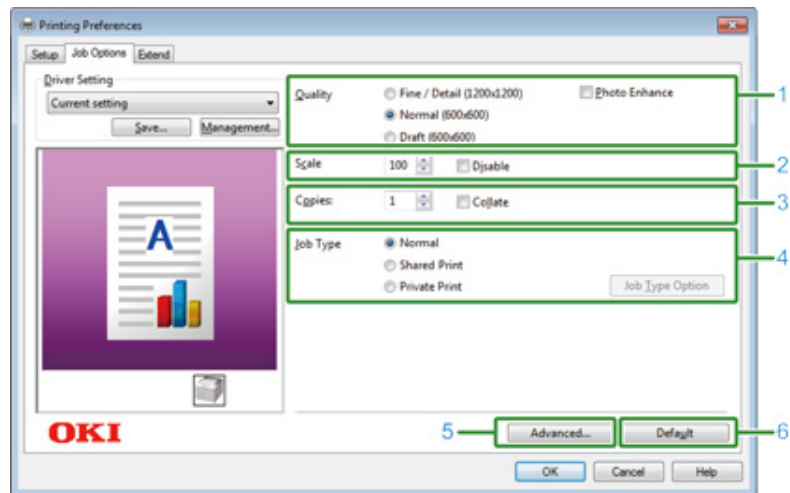 Printing Preferences
Setup Job Options Extend
Driver Setting
Current setting
Save... Management...
A
OKI
Quality Fine / Detail (1200x1200) Photo Enhance 1
Normal (600x600)
Draft (600x600)
Scale 100 Disable 2
Copies: 1 Collate 3
Job Type Normal 4
Shared Print
Private Print Job Type Option
5 Advanced... Default 6
OK Cancel Help